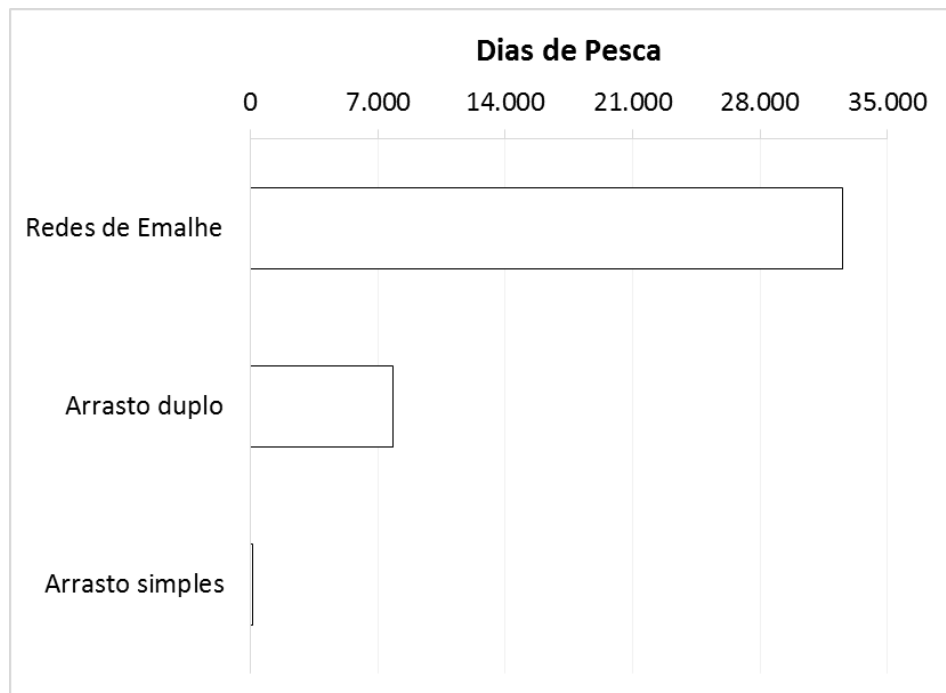 Dias de Pesca
0 7.000 14.000 21.000 28.000 35.000
Redes de Emalhe
Arrasto duplo
Arrasto simples